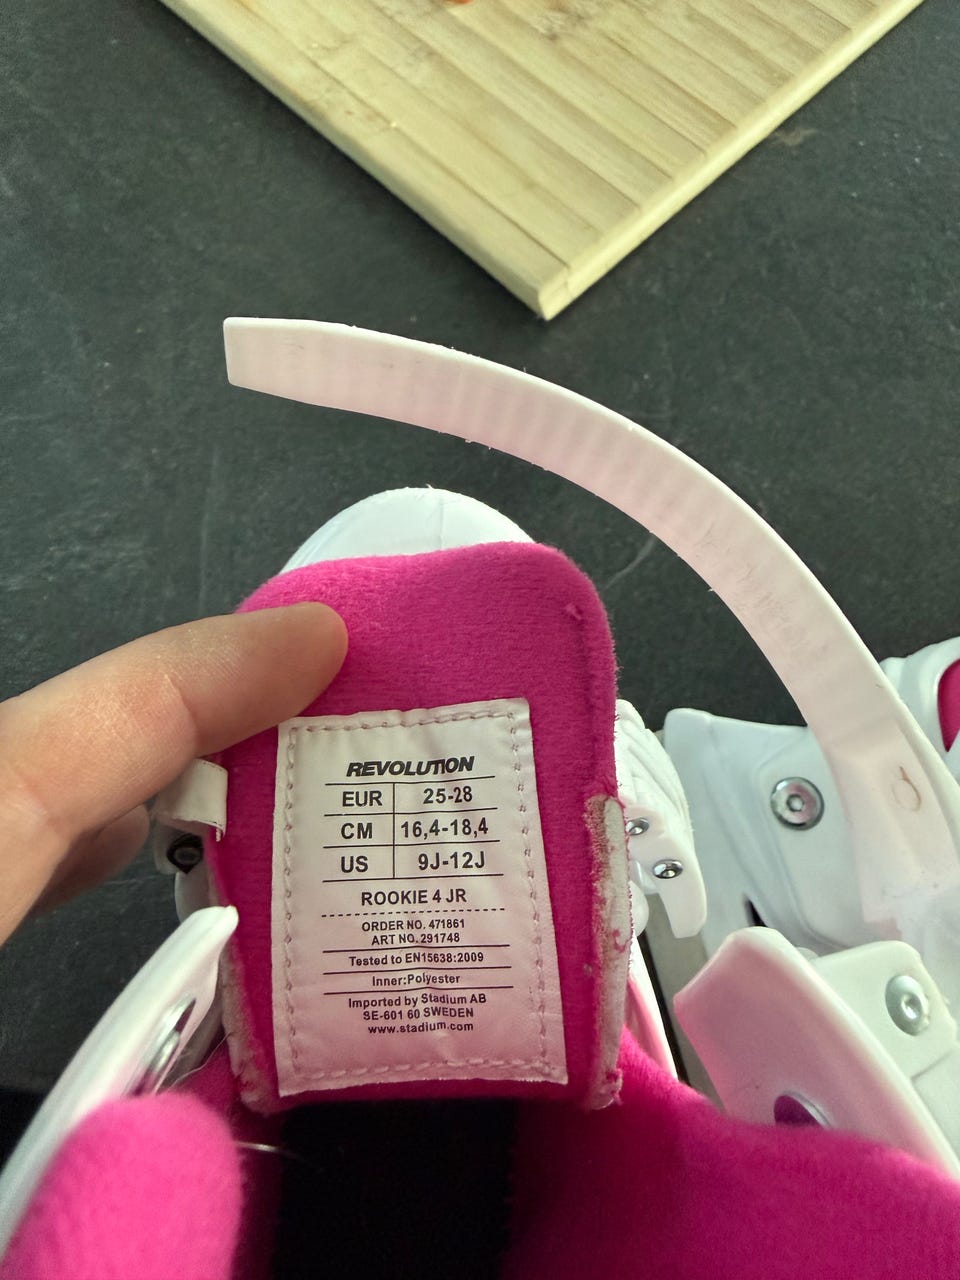 REVOLUTION
EUR 25-28
CM 16,4-18,4
US 9J-12J
ROOKIE 4 JR
ORDER NO. 471861
ART NO. 291748
Tested to EN15638:2009
Inner:Polyester
Imported by Stadium AB
SE-601 60 SWEDEN
www.stadium.com